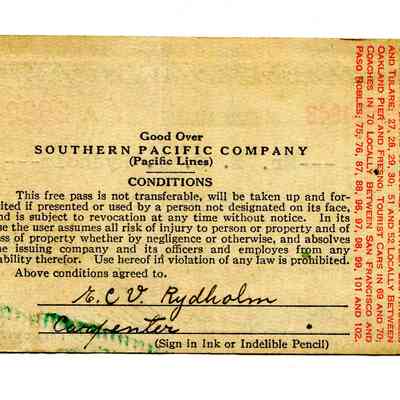 Good Over
SOUTHERN PACIFIC COMPANY
(Pacific Lines)
CONDITIONS
This free pass is not transferable, will be taken up and for-
ited if presented or used by a person not designated on its face,
nd is subject to revocation at any time without notice. In its
se the user assumes all risk of injury to person or property and of
ss of property whether by negligence or otherwise, and absolves
he issuing company and its officers and employes from any
ability therefor. Use hereof in violation of any law is prohibited.
Above conditions agreed to.
E. C. V. Rydholm
Carpenter
(Sign in Ink or Indelible Pencil)
AND TULARE; 27, 28, 29, 30, 51 AND 52 LOCALLY BETWEEN
OAKLAND PIER AND FRESNO, TOURIST CARS IN 69 AND 70;
COACHES IN 70 LOCALLY BETWEEN SAN FRANCISCO AND
PASO ROBLES; 75, 76, 87, 88, 96, 97, 98, 99, 101 AND 102.